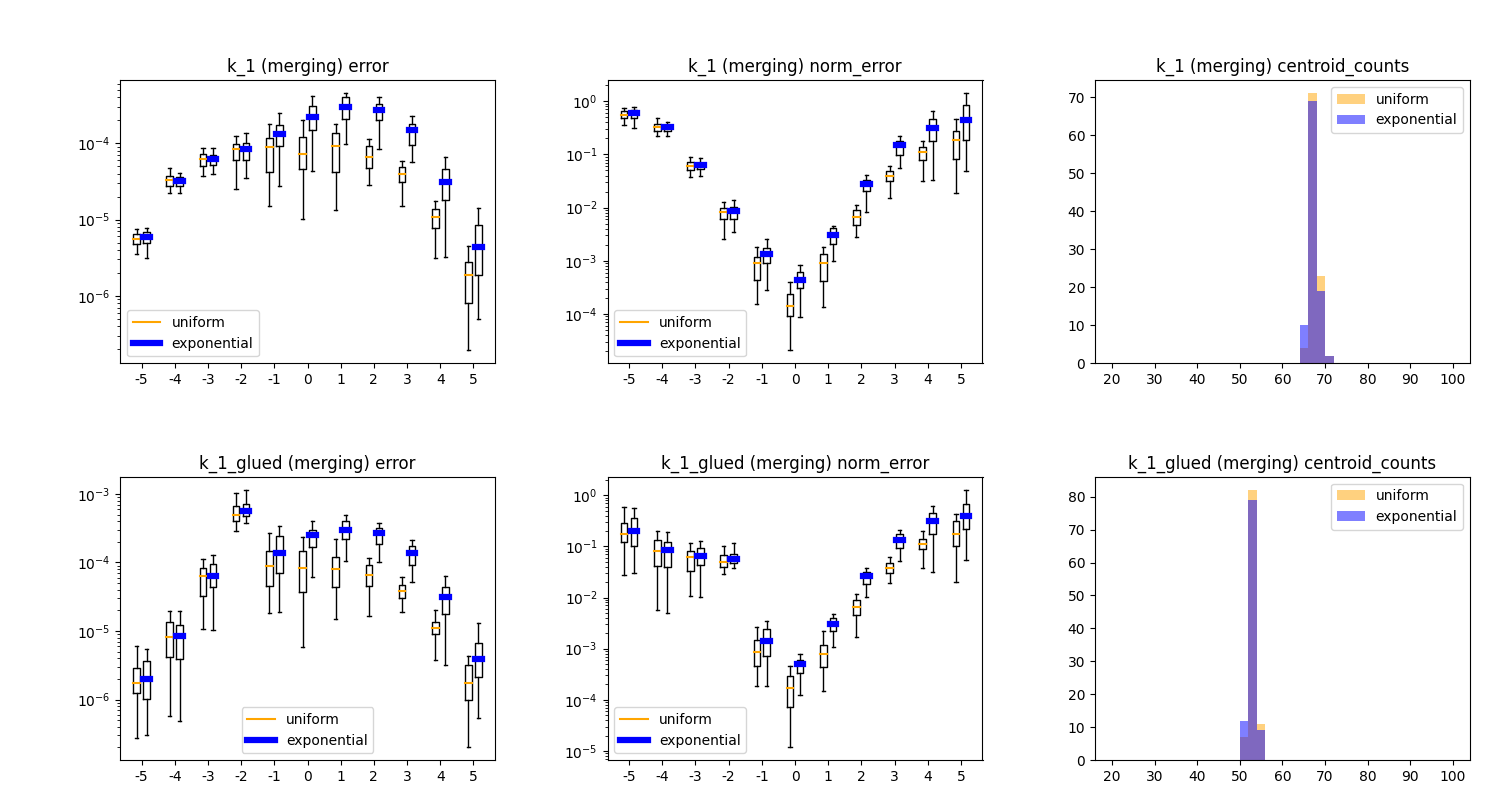 k_1 (merging) error
10⁻⁴
10⁻⁵
10⁻⁶
uniform
exponential
-5 -4 -3 -2 -1 0 1 2 3 4 5
k_1 (merging) norm_error
10⁰
10⁻¹
10⁻²
10⁻³
10⁻⁴
uniform
exponential
-5 -4 -3 -2 -1 0 1 2 3 4 5
k_1 (merging) centroid_counts
70
60
50
40
30
20
10
0
uniform
exponential
20 30 40 50 60 70 80 90 100
k_1_glued (merging) error
10⁻³
10⁻⁴
10⁻⁵
10⁻⁶
uniform
exponential
-5 -4 -3 -2 -1 0 1 2 3 4 5
k_1_glued (merging) norm_error
10⁰
10⁻¹
10⁻²
10⁻³
10⁻⁴
10⁻⁵
uniform
exponential
-5 -4 -3 -2 -1 0 1 2 3 4 5
k_1_glued (merging) centroid_counts
80
70
60
50
40
30
20
10
0
uniform
exponential
20 30 40 50 60 70 80 90 100